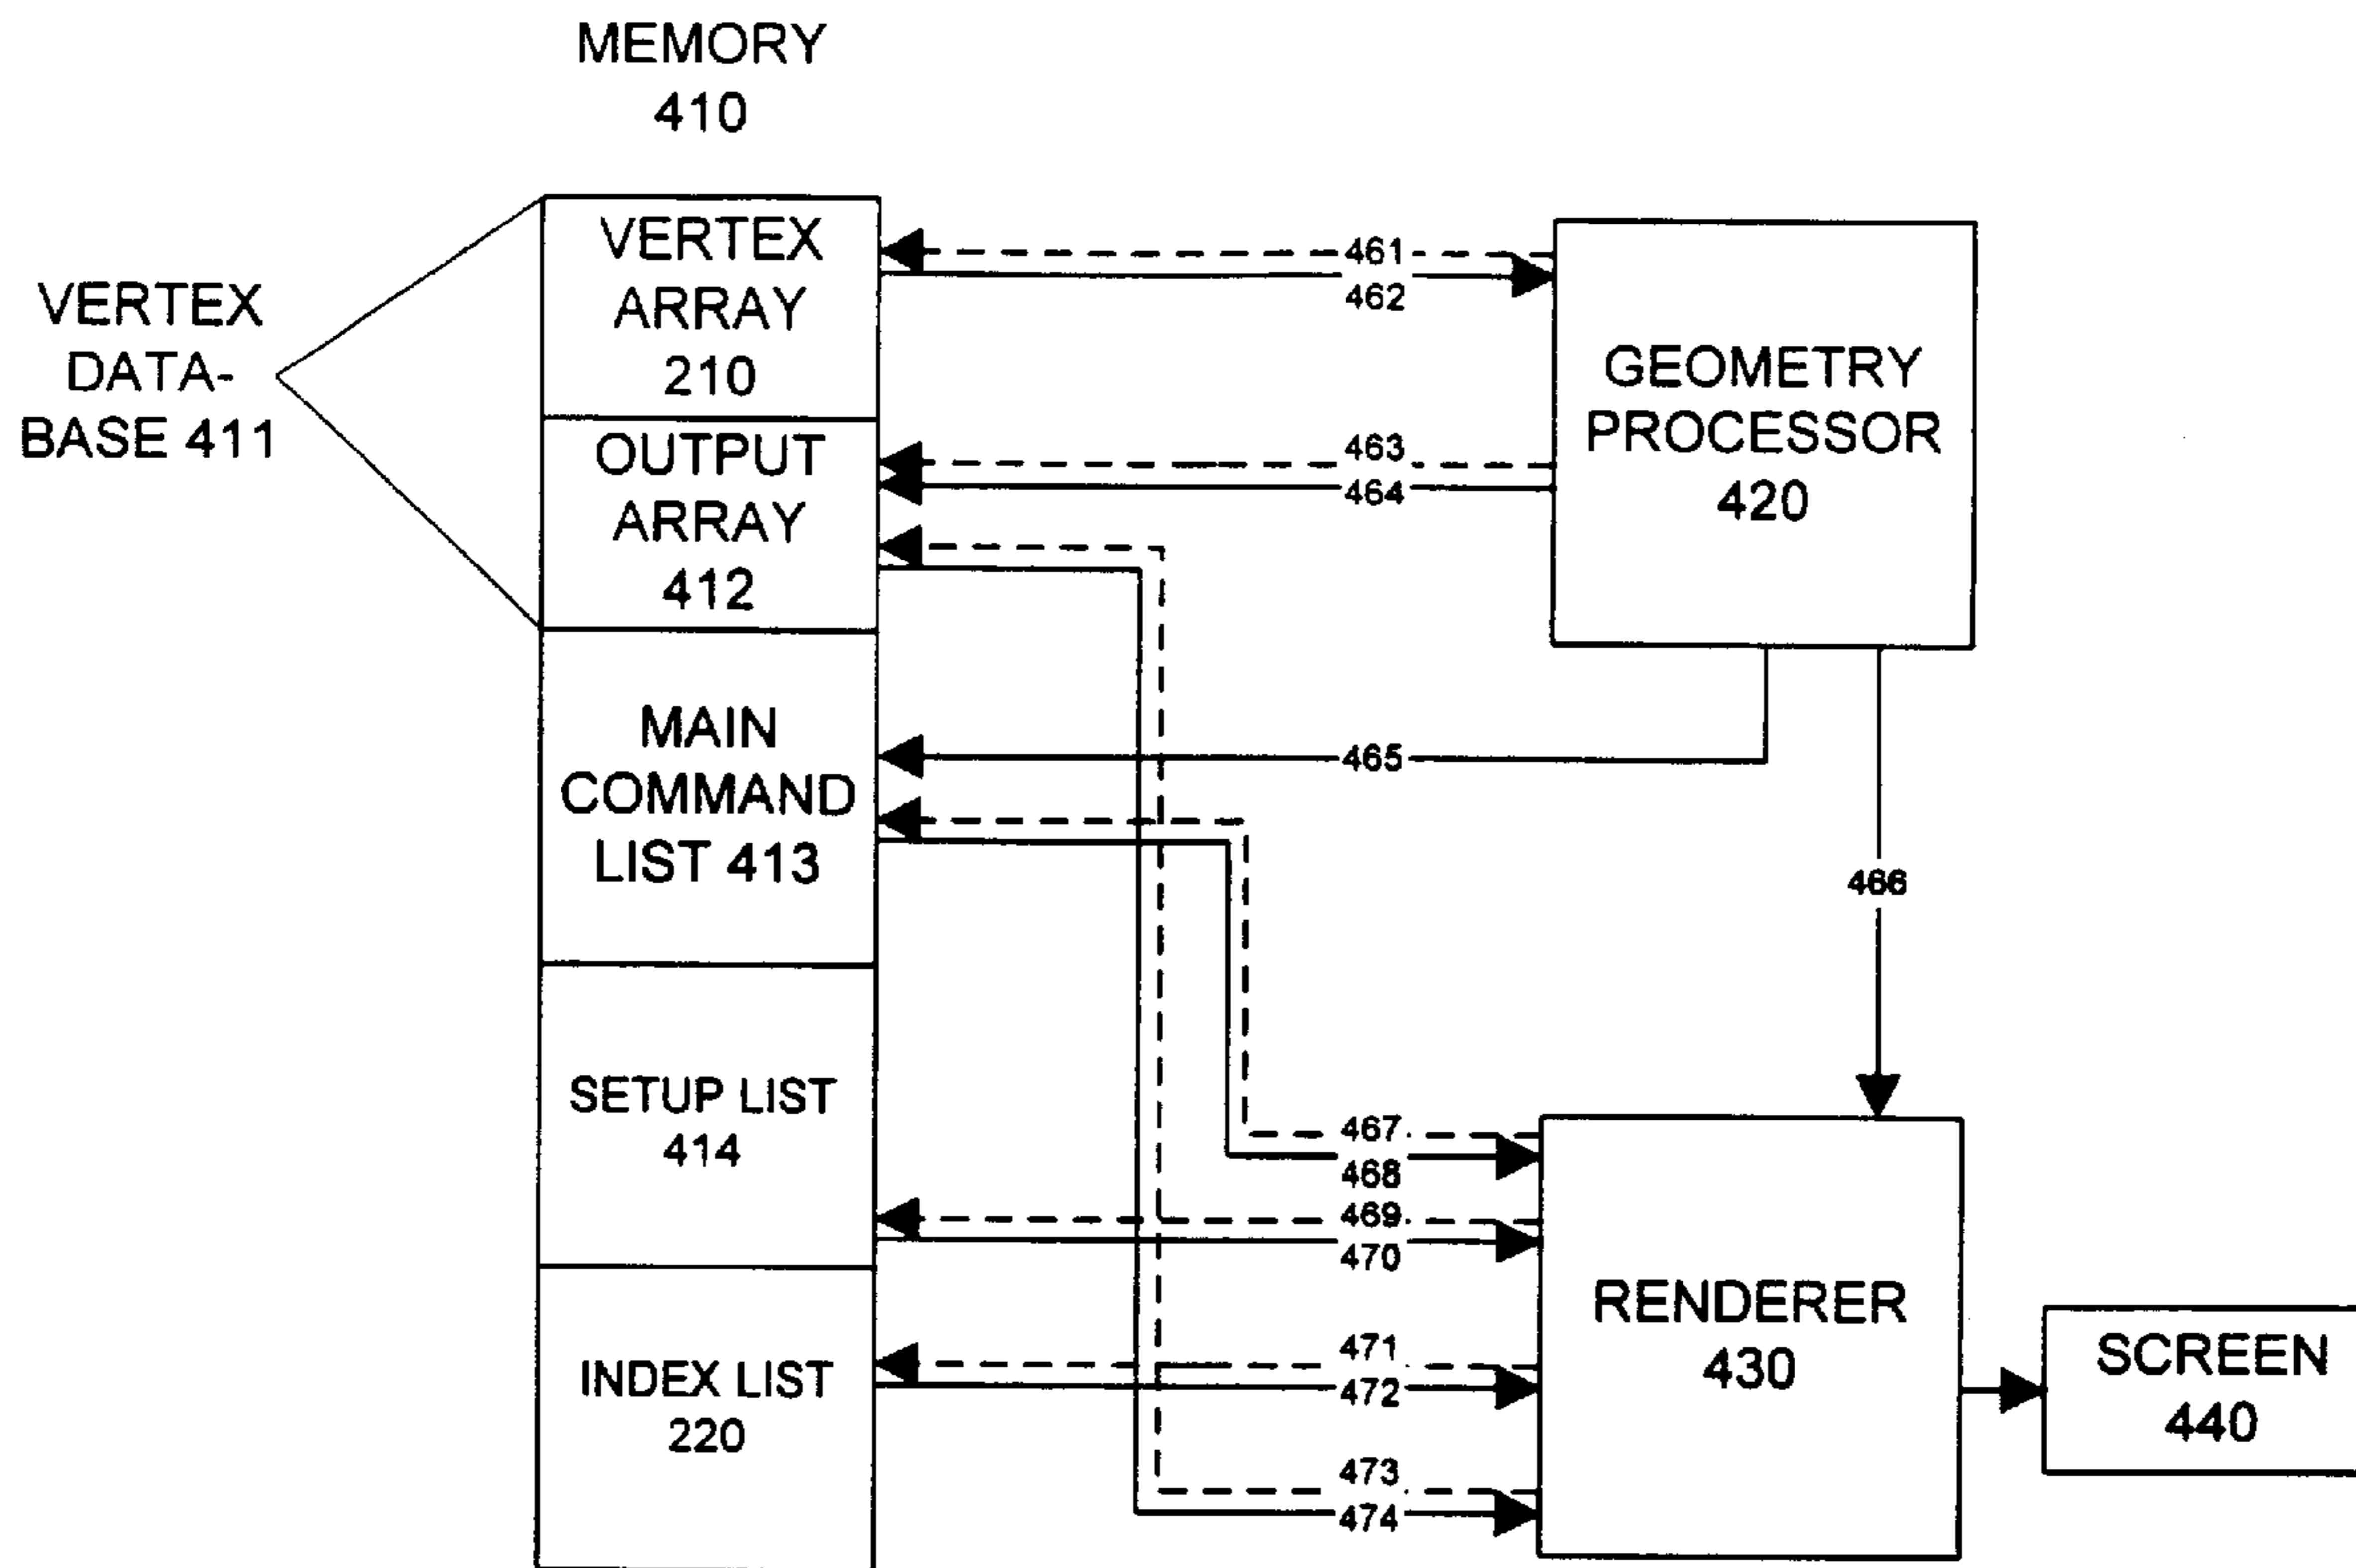 MEMORY
410
VERTEX
DATA-
BASE 411
VERTEX
ARRAY
210
OUTPUT
ARRAY
412
MAIN
COMMAND
LIST 413
SETUP LIST
414
INDEX LIST
220
461
462
463
464
465
466
467
468
469
470
471
472
473
474
GEOMETRY
PROCESSOR
420
RENDERER
430
SCREEN
440